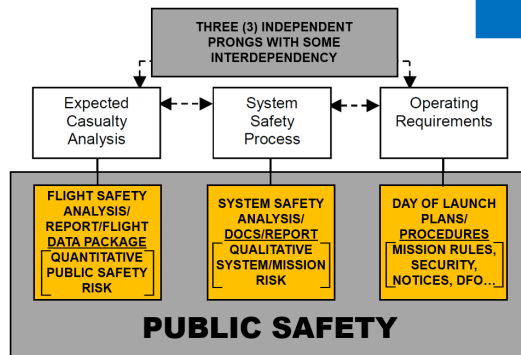 THREE (3) INDEPENDENT
PRONGS WITH SOME
INTERDEPENDENCY
Expected
Casualty
Analysis
System
Safety
Process
Operating
Requirements
FLIGHT SAFETY
ANALYSIS/
REPORT/FLIGHT
DATA PACKAGE
QUANTITATIVE
PUBLIC SAFETY
RISK
SYSTEM SAFETY
ANALYSIS/
DOCS/REPORT
QUALITATIVE
SYSTEM/MISSION
RISK
DAY OF LAUNCH
PLANS/
PROCEDURES
MISSION RULES,
SECURITY,
NOTICES, DFO...
PUBLIC SAFETY